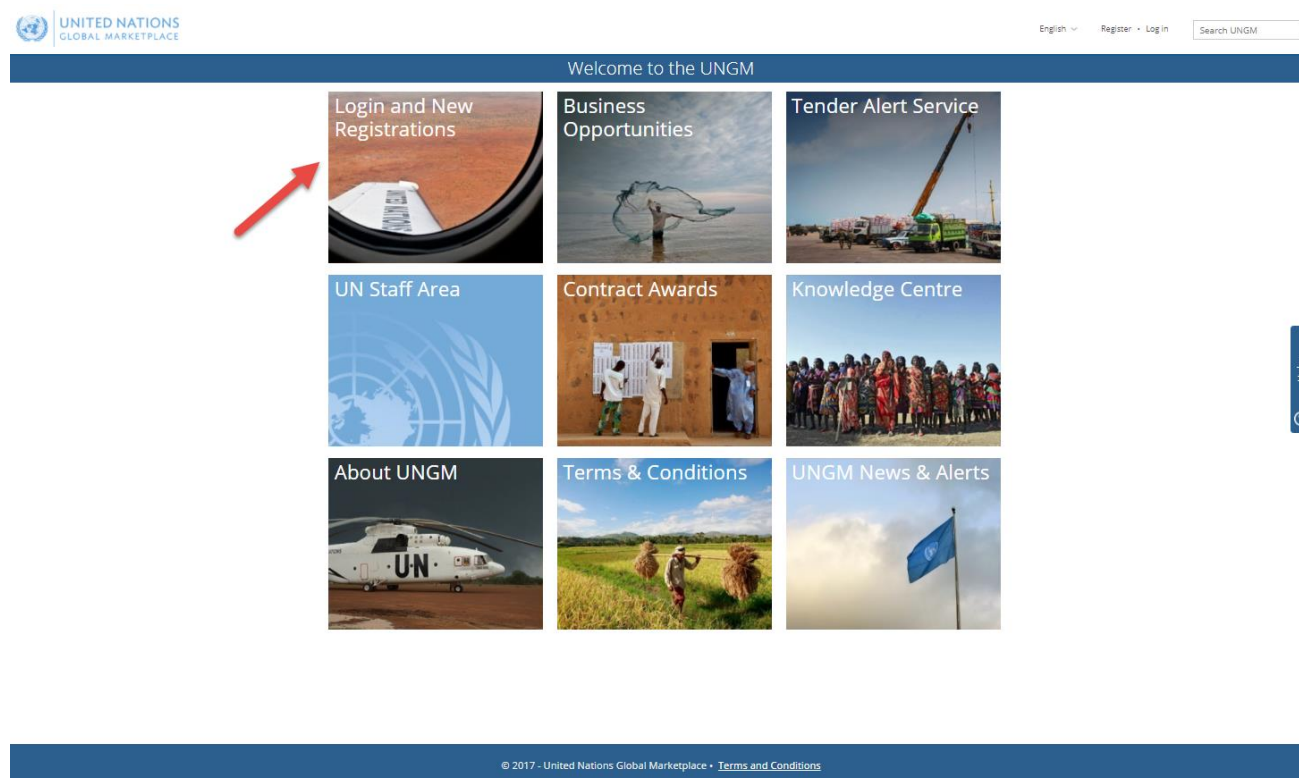 UNITED NATIONS
GLOBAL MARKETPLACE
English
Register • Log in
Search UNGM
Welcome to the UNGM
Login and New
Registrations
Business
Opportunities
Tender Alert Service
UN Staff Area
Contract Awards
Knowledge Centre
About UNGM
Terms & Conditions
UNGM News & Alerts
UN
© 2017 - United Nations Global Marketplace • Terms and Conditions